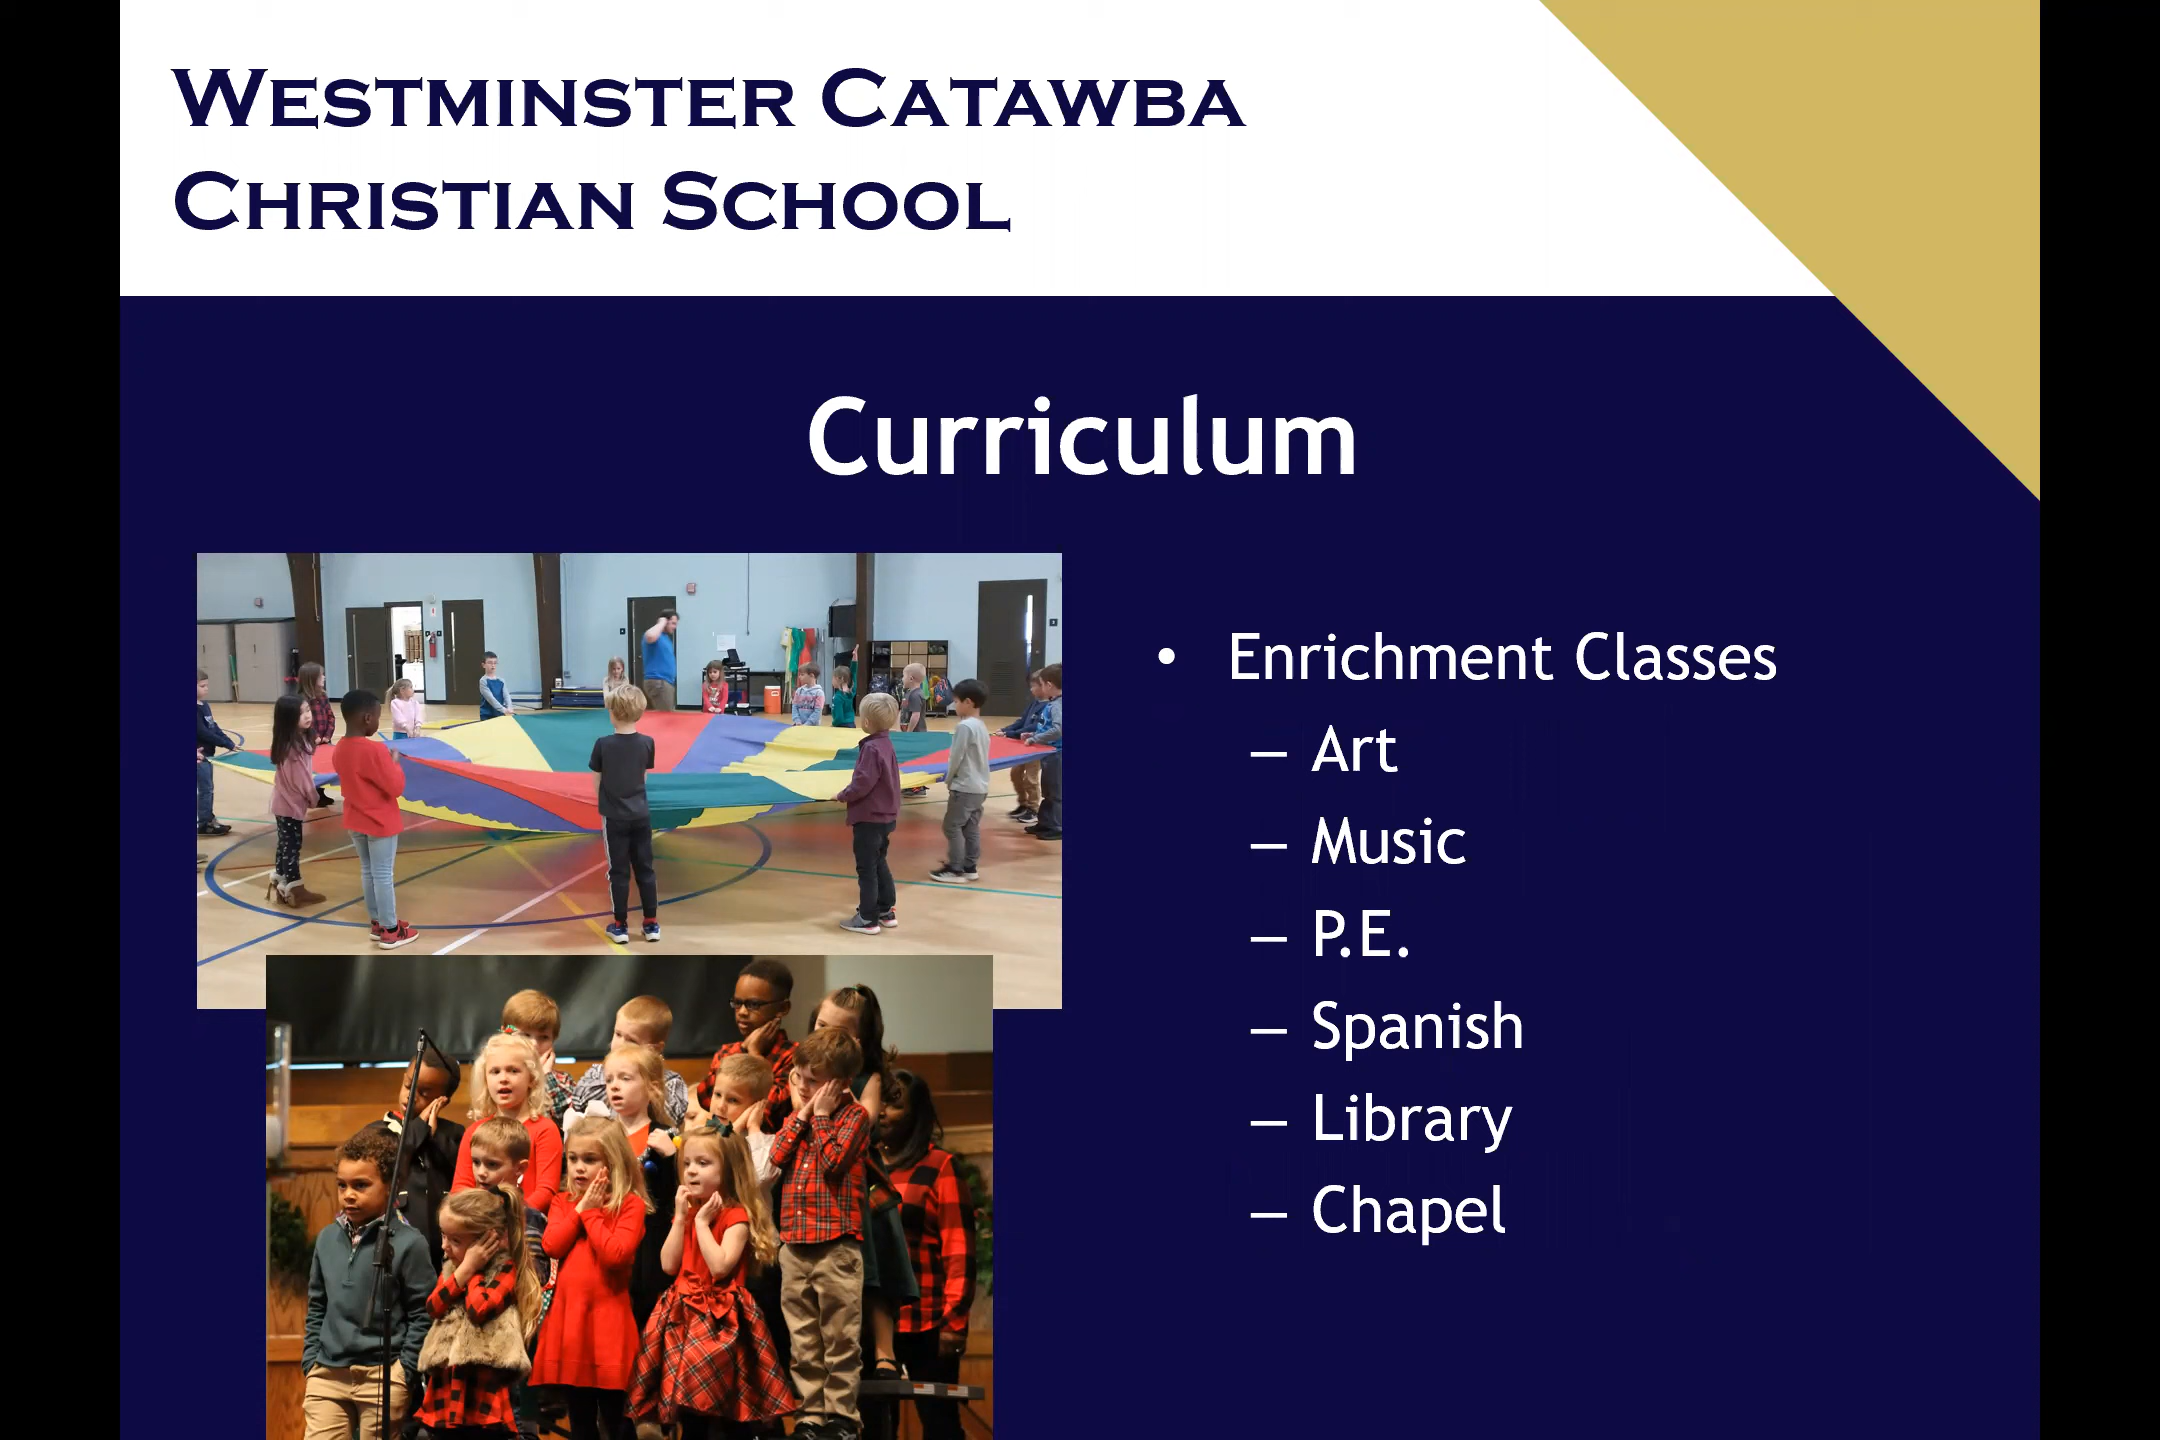 Westminster Catawba
Christian School
Curriculum
• Enrichment Classes
– Art
– Music
– P.E.
– Spanish
– Library
– Chapel